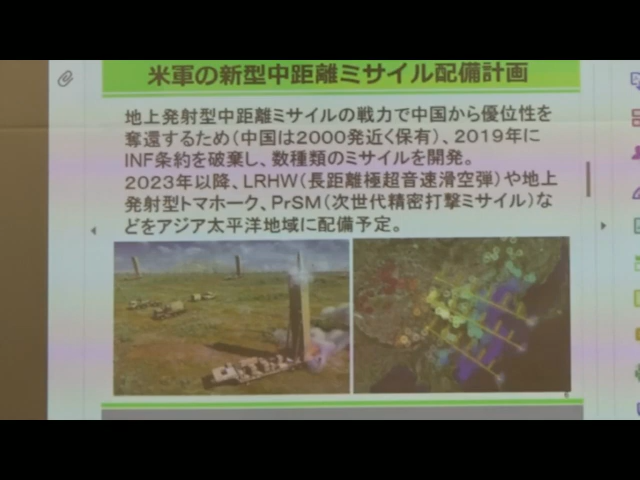 米軍の新型中距離ミサイル配備計画
地上発射型中距離ミサイルの戦力で中国から優位性を
奪還するため(中国は2000発近く保有)、2019年に
INF条約を破棄し、数種類のミサイルを開発。
2023年以降、LRHW(長距離極超音速滑空弾)や地上
発射型トマホーク、PrSM(次世代精密打撃ミサイル)な
どをアジア太平洋地域に配備予定。
6